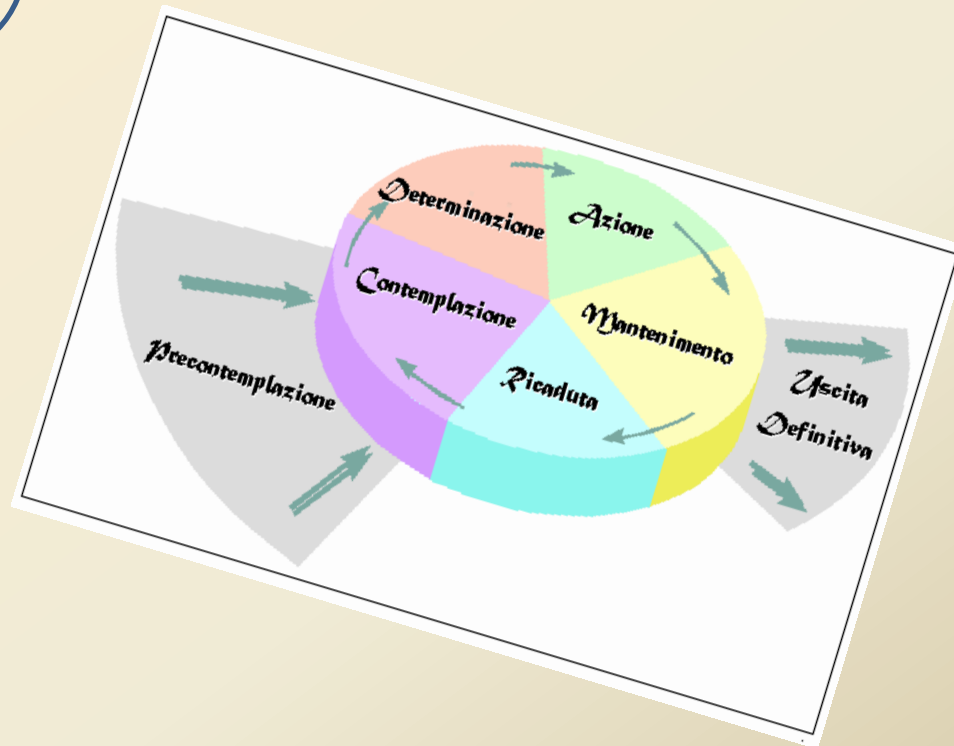 Determinazione
Azione
Contemplazione
Mantenimento
Precontemplazione
Ricaduta
Uscita
Definitiva